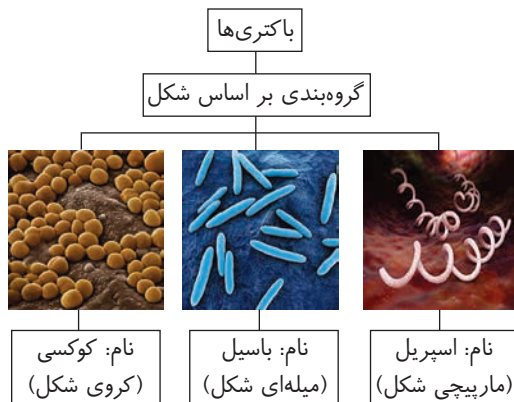 باکتری‌ها
گروه‌بندی بر اساس شکل
نام: اسپریل
(مارپیچی شکل)
نام: باسیل
(میله‌ای شکل)
نام: کوکسی
(کروی شکل)